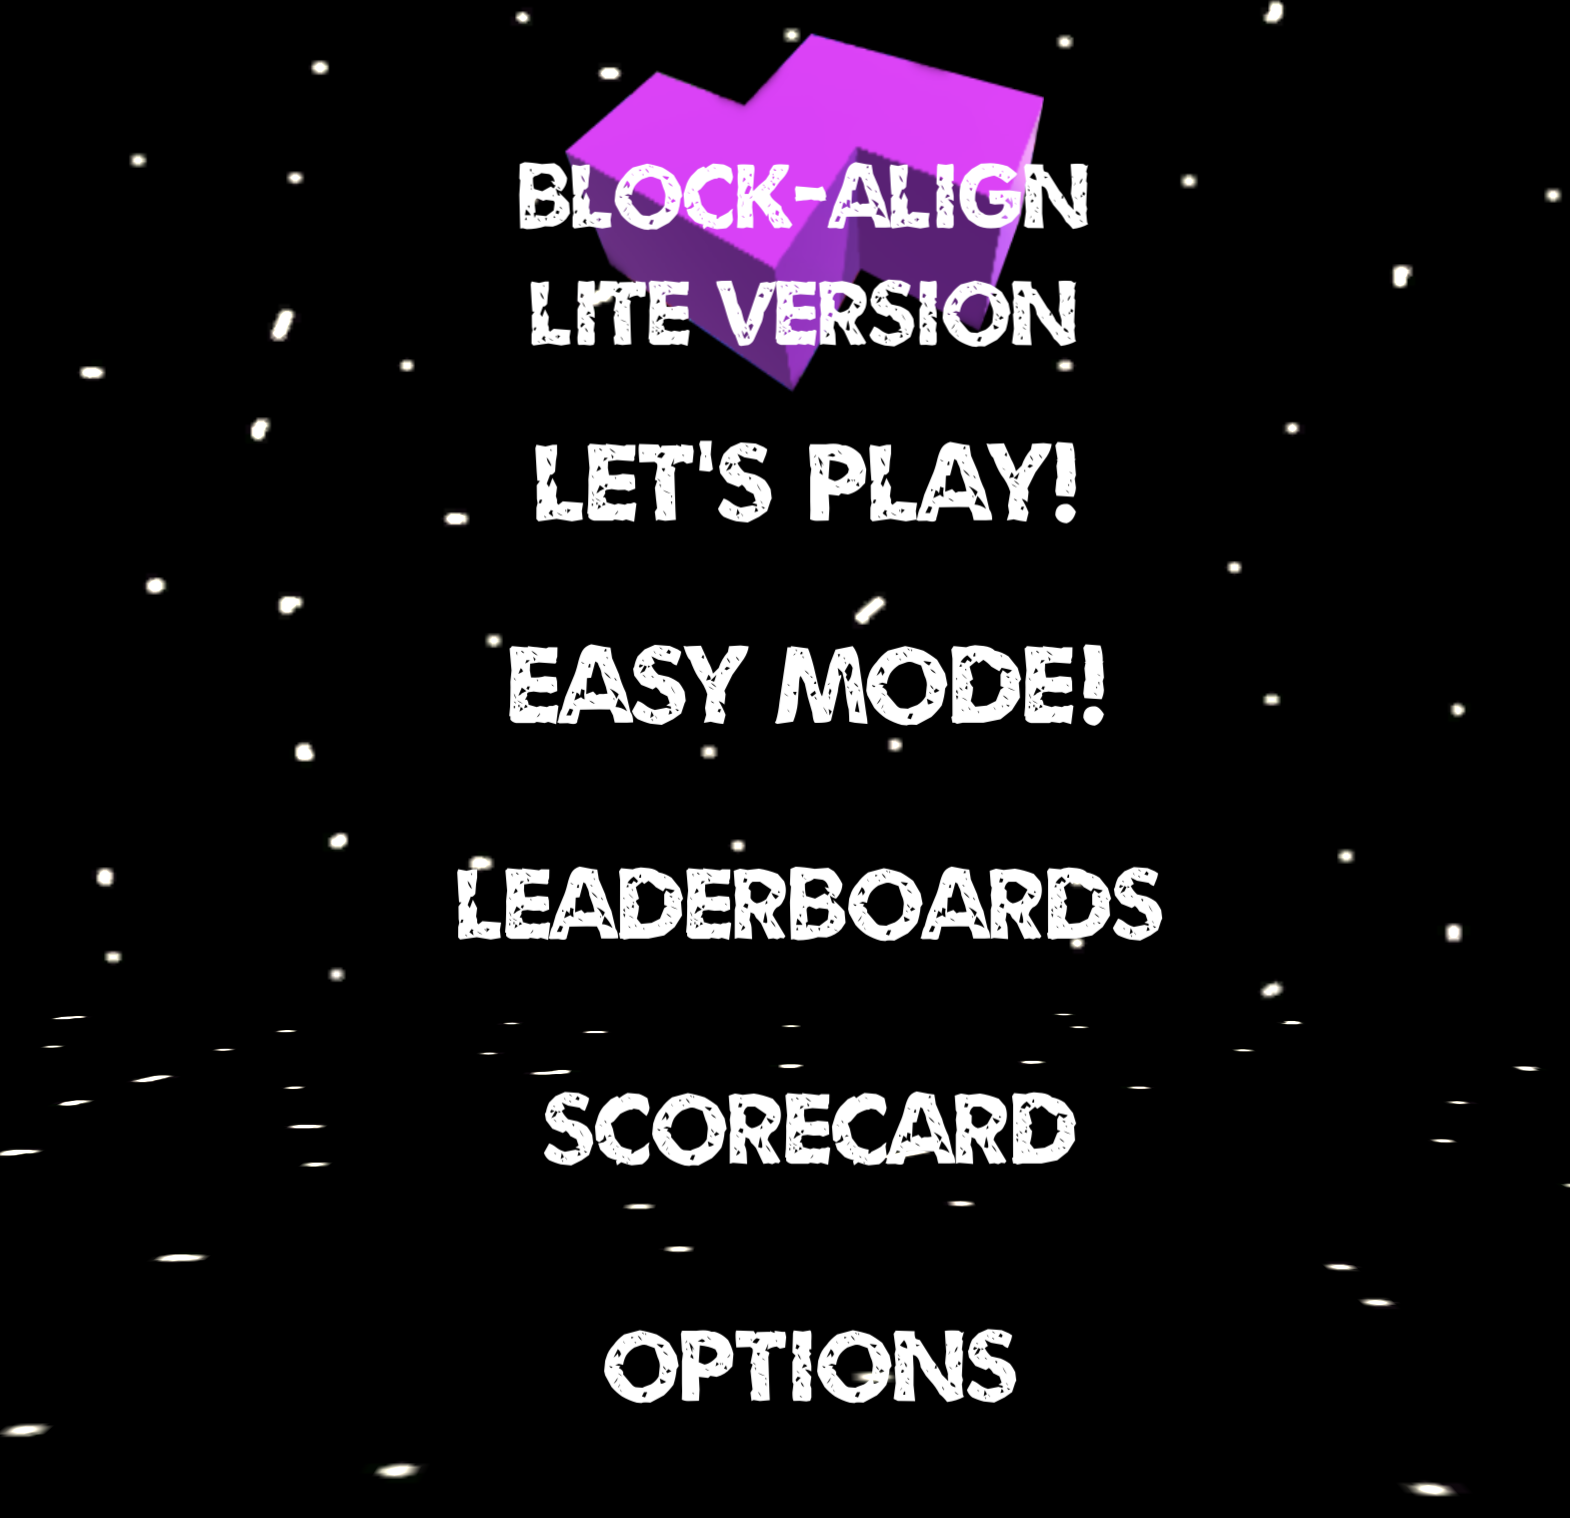 BLOCK-ALIGN
LITE VERSION
LET'S PLAY!
EASY MODE!
LEADERBOARDS
SCORECARD
OPTIONS